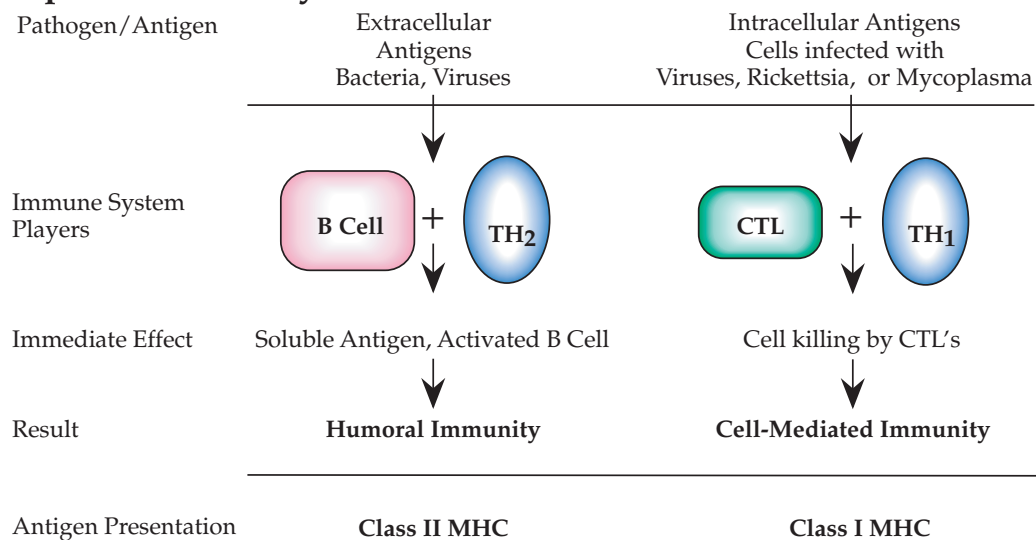 Pathogen/Antigen
Extracellular
Antigens
Bacteria, Viruses
Intracellular Antigens
Cells infected with
Viruses, Rickettsia, or Mycoplasma
Immune System
Players
B Cell + TH2
CTL + TH1
Immediate Effect
Soluble Antigen, Activated B Cell
Cell killing by CTL's
Result
Humoral Immunity
Cell-Mediated Immunity
Antigen Presentation
Class II MHC
Class I MHC